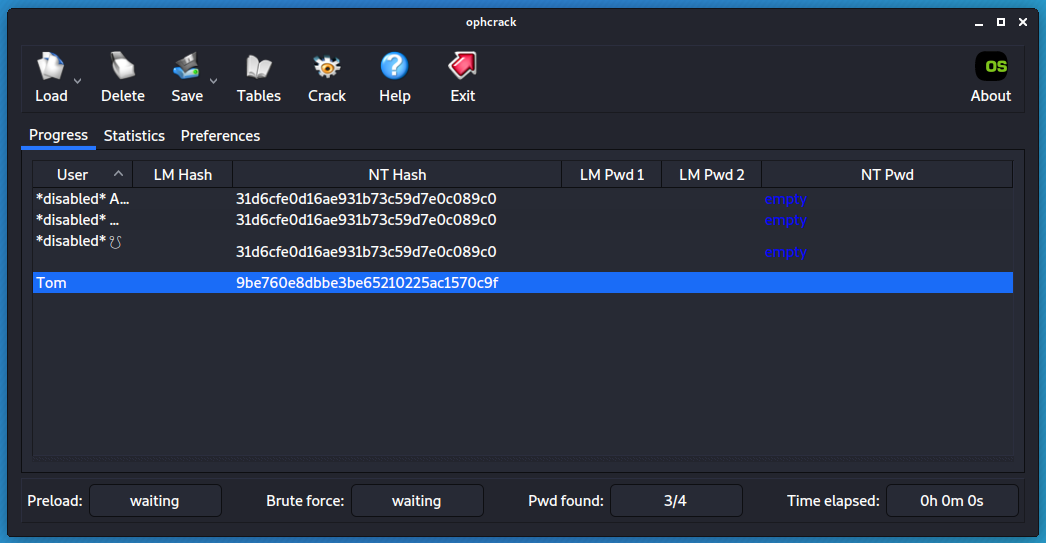 ophcrack
Load Delete Save Tables Crack Help Exit OS About
Progress Statistics Preferences
User LM Hash NT Hash LM Pwd 1 LM Pwd 2 NT Pwd
*disabled* A... 31d6cfe0d16ae931b73c59d7e0c089c0 empty
*disabled* ... 31d6cfe0d16ae931b73c59d7e0c089c0 empty
*disabled* ☋ 31d6cfe0d16ae931b73c59d7e0c089c0 empty
Tom 9be760e8dbbe3be65210225ac1570c9f
Preload: waiting Brute force: waiting Pwd found: 3/4 Time elapsed: 0h 0m 0s